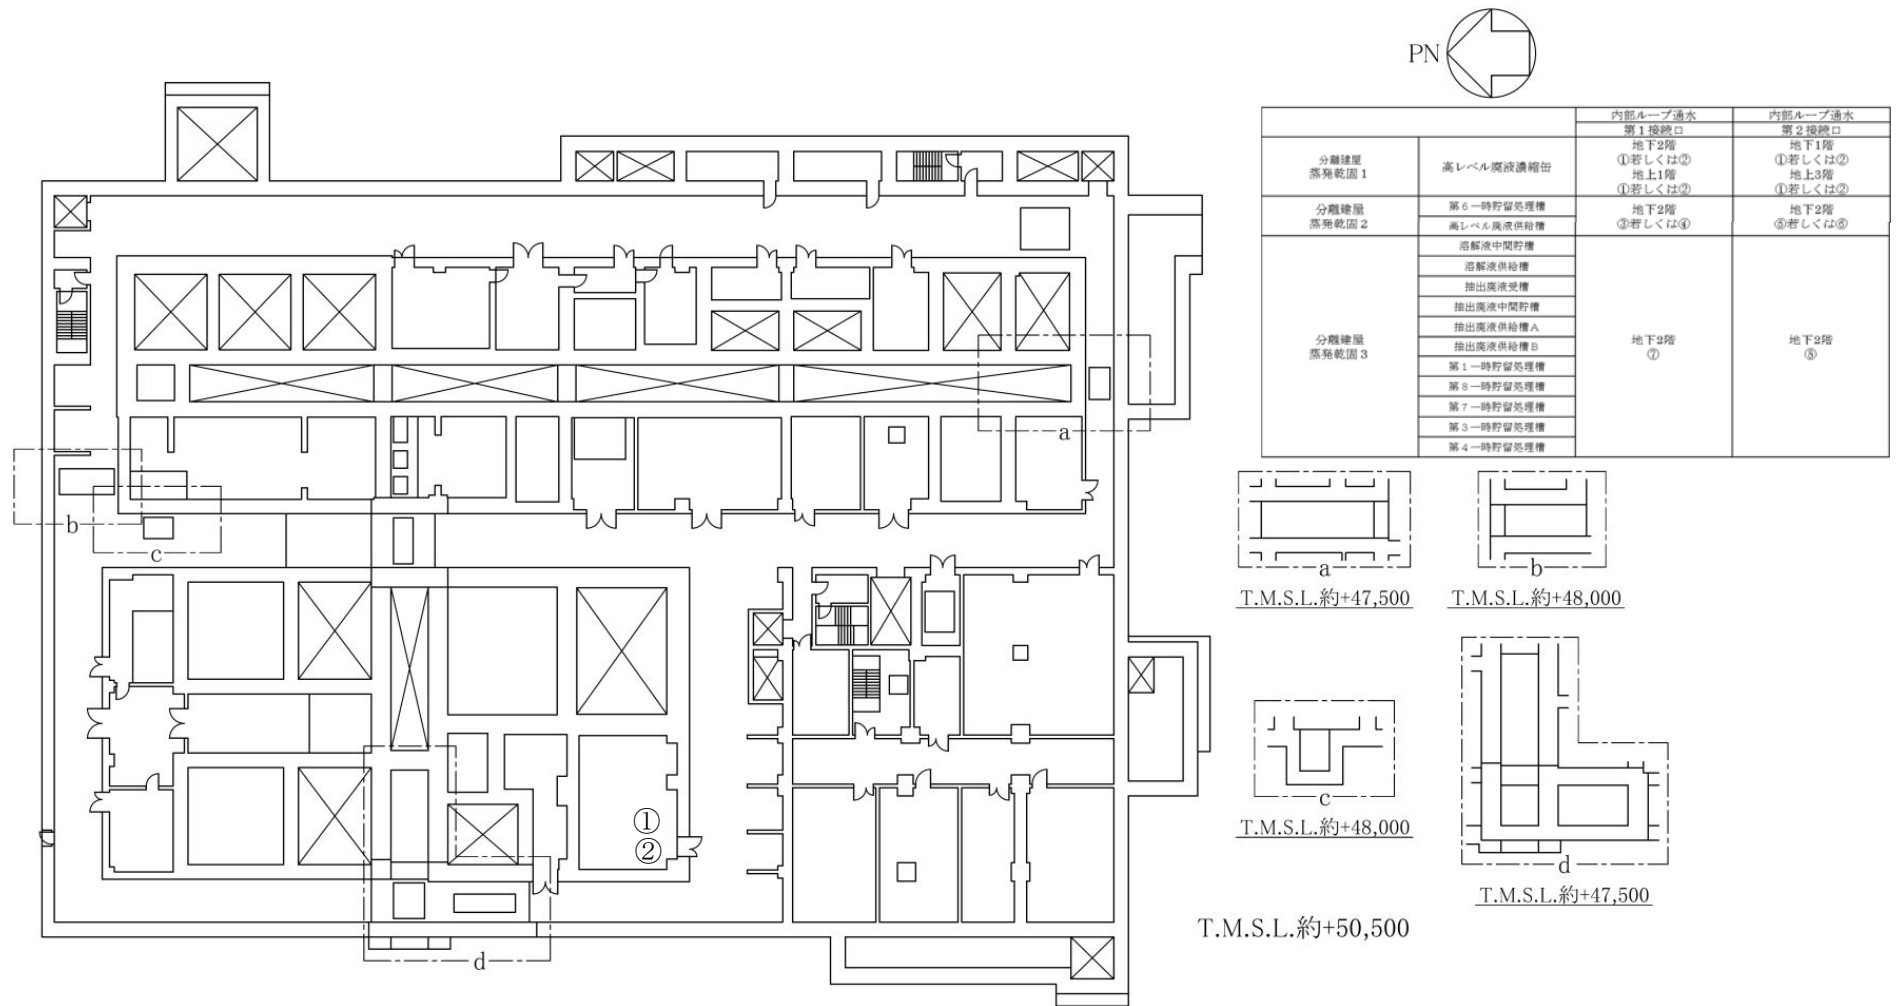 PN
内部ループ通水
内部ループ通水
第1接続口
第2接続口
分離建屋
蒸発乾固1
高レベル廃液濃縮缶
地下2階
①若しくは②
地上1階
①若しくは②
地下1階
①若しくは②
地上3階
①若しくは②
分離建屋
蒸発乾固2
第6一時貯留処理槽
高レベル廃液供給槽
地下2階
③若しくは④
地下2階
⑤若しくは⑥
分離建屋
蒸発乾固3
溶解液中間貯槽
溶解液供給槽
抽出廃液受槽
抽出廃液中間貯槽
抽出廃液供給槽A
抽出廃液供給槽B
第1一時貯留処理槽
第8一時貯留処理槽
第7一時貯留処理槽
第3一時貯留処理槽
第4一時貯留処理槽
地下2階
⑦
地下2階
⑧
a
b
c
d
①
②
a
T.M.S.L.約+47,500
b
T.M.S.L.約+48,000
c
T.M.S.L.約+48,000
d
T.M.S.L.約+47,500
T.M.S.L.約+50,500